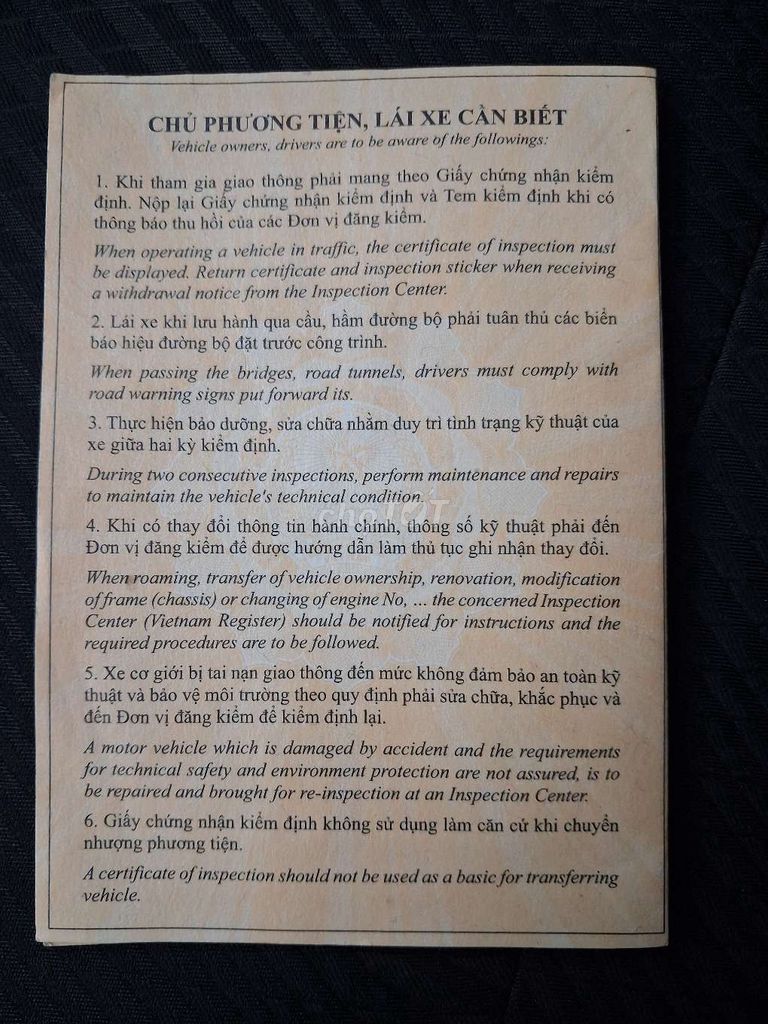 CHỦ PHƯƠNG TIỆN, LÁI XE CẦN BIẾT
Vehicle owners, drivers are to be aware of the followings:
1. Khi tham gia giao thông phải mang theo Giấy chứng nhận kiểm
định. Nộp lại Giấy chứng nhận kiểm định và Tem kiểm định khi có
thông báo thu hồi của các Đơn vị đăng kiểm.
When operating a vehicle in traffic, the certificate of inspection must
be displayed. Return certificate and inspection sticker when receiving
a withdrawal notice from the Inspection Center.
2. Lái xe khi lưu hành qua cầu, hầm đường bộ phải tuân thủ các biển
báo hiệu đường bộ đặt trước công trình.
When passing the bridges, road tunnels, drivers must comply with
road warning signs put forward its.
3. Thực hiện bảo dưỡng, sửa chữa nhằm duy trì tình trạng kỹ thuật của
xe giữa hai kỳ kiểm định.
During two consecutive inspections, perform maintenance and repairs
to maintain the vehicle's technical condition.
chợTỐT
4. Khi có thay đổi thông tin hành chính, thông số kỹ thuật phải đến
Đơn vị đăng kiểm để được hướng dẫn làm thủ tục ghi nhận thay đổi.
When roaming, transfer of vehicle ownership, renovation, modification
of frame (chassis) or changing of engine No, ... the concerned Inspection
Center (Vietnam Register) should be notified for instructions and the
required procedures are to be followed.
5. Xe cơ giới bị tai nạn giao thông đến mức không đảm bảo an toàn kỹ
thuật và bảo vệ môi trường theo quy định phải sửa chữa, khắc phục và
đến Đơn vị đăng kiểm để kiểm định lại.
A motor vehicle which is damaged by accident and the requirements
for technical safety and environment protection are not assured, is to
be repaired and brought for re-inspection at an Inspection Center.
6. Giấy chứng nhận kiểm định không sử dụng làm căn cứ khi chuyển
nhượng phương tiện.
A certificate of inspection should not be used as a basic for transferring
vehicle.